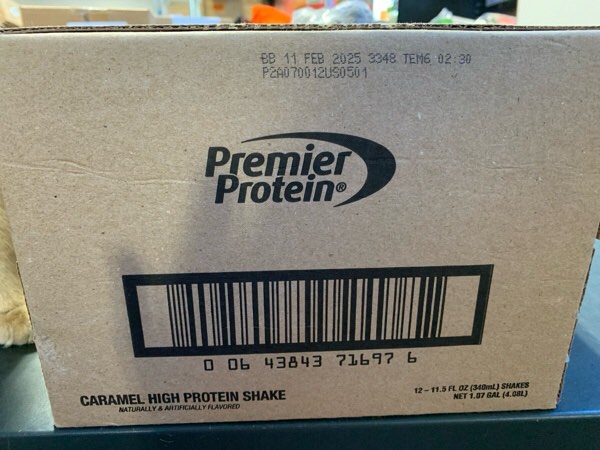 BB 11 FEB 2025 3348 TEM6 02:30
P2A070012US0501
Premier
Protein®
0 06 43843 71697 6
CARAMEL HIGH PROTEIN SHAKE
NATURALLY & ARTIFICIALLY FLAVORED
12 – 11.5 FL OZ (340mL) SHAKES
NET 1.07 GAL (4.08L)